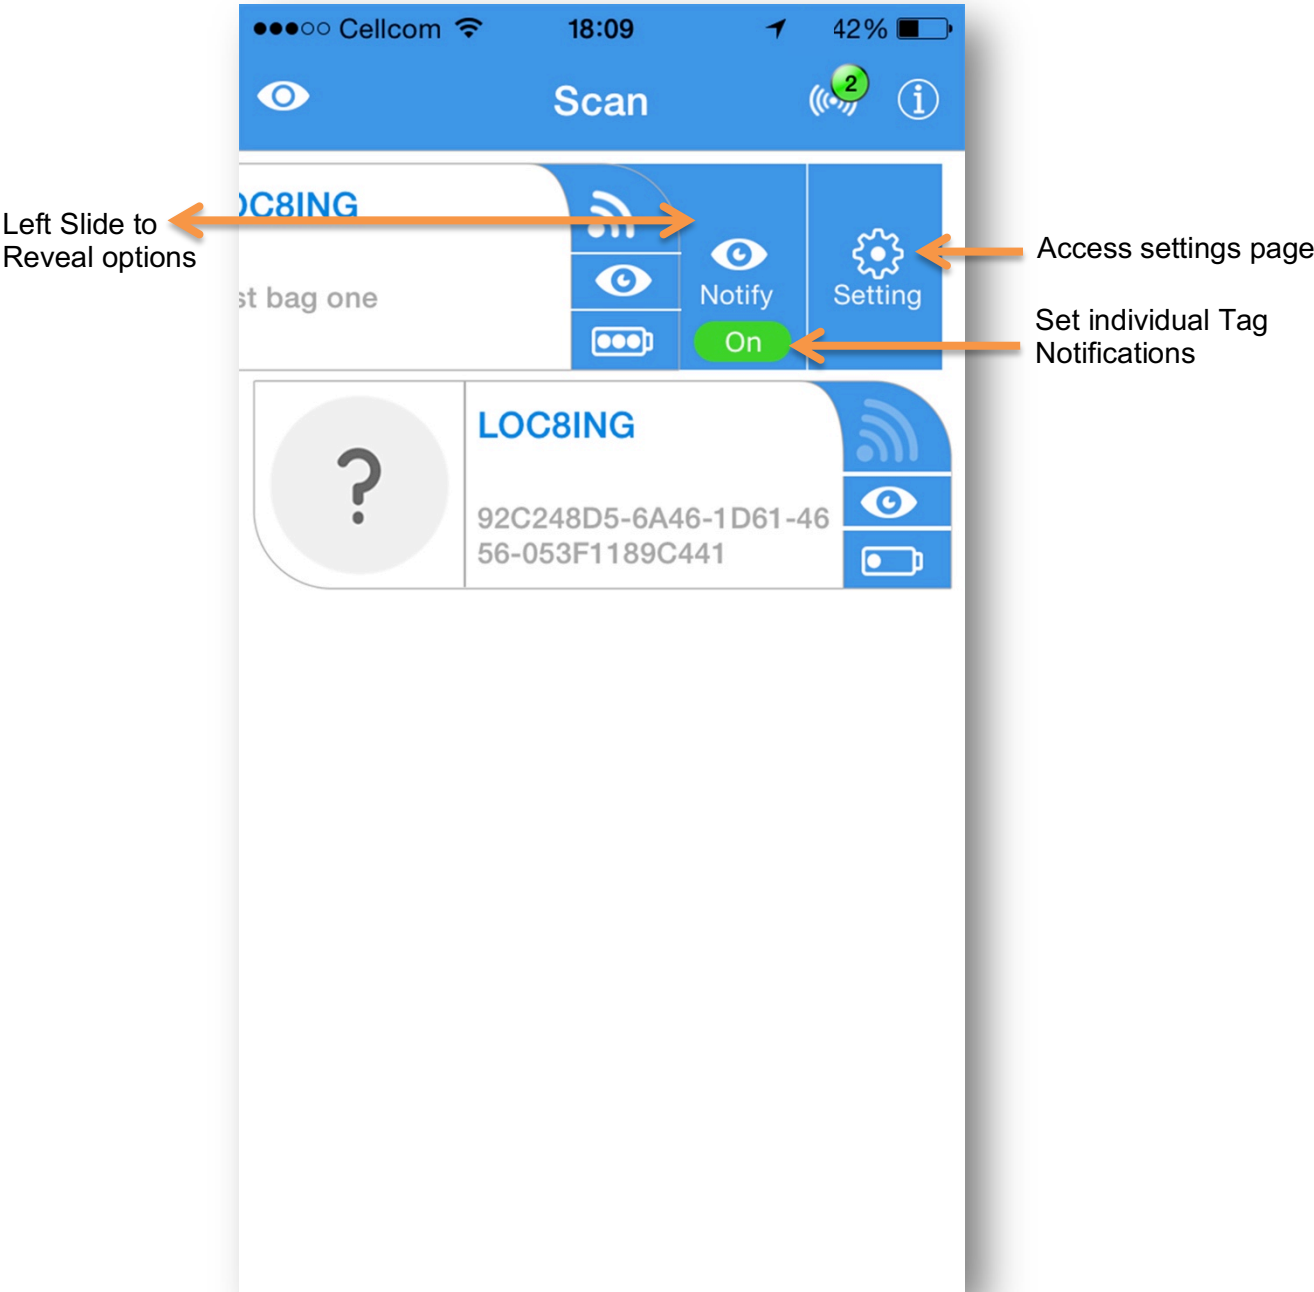 Cellcom 18:09 42%
Scan 2 i
OC8ING
st bag one
Notify
On
Setting
Left Slide to
Reveal options
Access settings page
Set individual Tag
Notifications
?
LOC8ING
92C248D5-6A46-1D61-46
56-053F1189C441